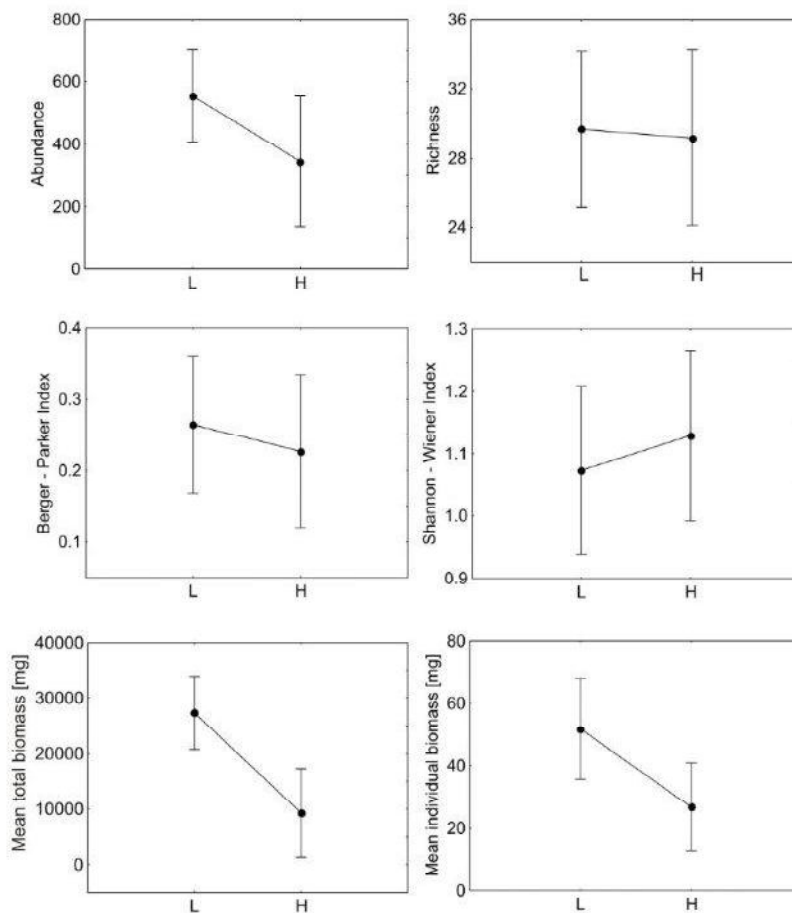 Abundance
800
600
400
200
0
L H
Richness
36
32
28
24
L H
Berger - Parker Index
0.4
0.3
0.2
0.1
L H
Shannon - Wiener Index
1.3
1.2
1.1
1.0
0.9
L H
Mean total biomass [mg]
40000
30000
20000
10000
0
L H
Mean individual biomass [mg]
80
60
40
20
0
L H